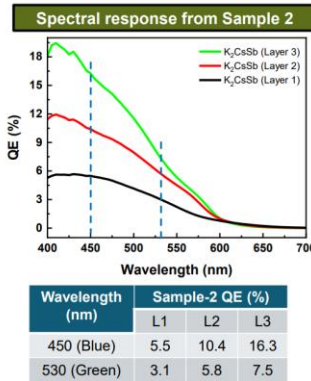 Spectral response from Sample 2
K₂CsSb (Layer 3)
K₂CsSb (Layer 2)
K₂CsSb (Layer 1)
QE (%)
18
15
12
9
6
3
0
400 450 500 550 600 650 700
Wavelength (nm)
Wavelength (nm) Sample-2 QE (%)
L1 L2 L3
450 (Blue) 5.5 10.4 16.3
530 (Green) 3.1 5.8 7.5